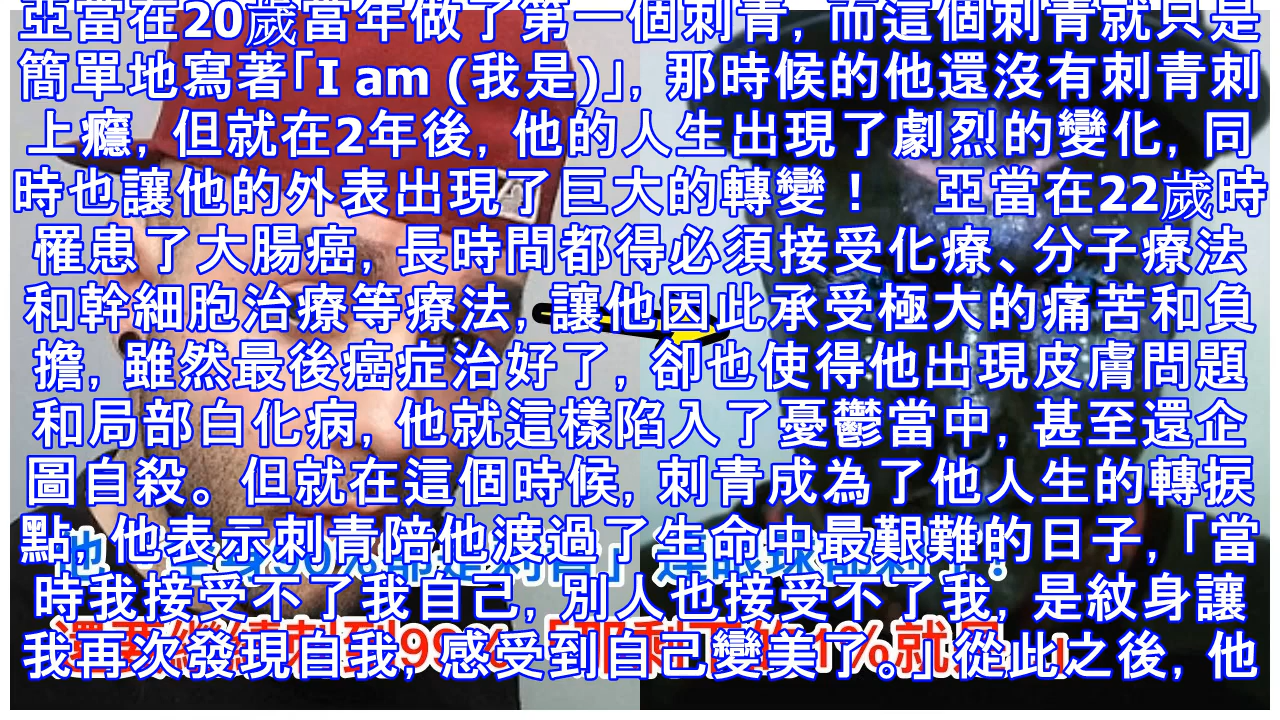 亞當在20歲當年做了第一個刺青, 而這個刺青就只是
簡單地寫著「I am (我是)」, 那時候的他還沒有刺青刺
上癮, 但就在2年後, 他的人生出現了劇烈的變化, 同
時也讓他的外表出現了巨大的轉變！ 亞當在22歲時
罹患了大腸癌, 長時間都得必須接受化療、分子療法
和幹細胞治療等療法, 讓他因此承受極大的痛苦和負
擔, 雖然最後癌症治好了, 卻也使得他出現皮膚問題
和局部白化病, 他就這樣陷入了憂鬱當中, 甚至還企
圖自殺。但就在這個時候, 刺青成為了他人生的轉捩
點, 他表示刺青陪他渡過了生命中最艱難的日子,「當
時我接受不了我自己, 別人也接受不了我, 是紋身讓
我再次發現自我, 感受到自己變美了。」從此之後, 他